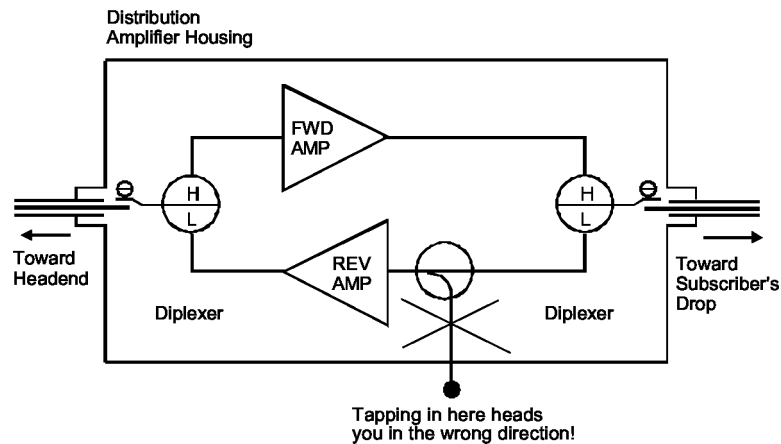 Distribution
Amplifier Housing
FWD
AMP
H
L
H
L
Toward
Headend
REV
AMP
Toward
Subscriber's
Drop
Diplexer
Diplexer
Tapping in here heads
you in the wrong direction!